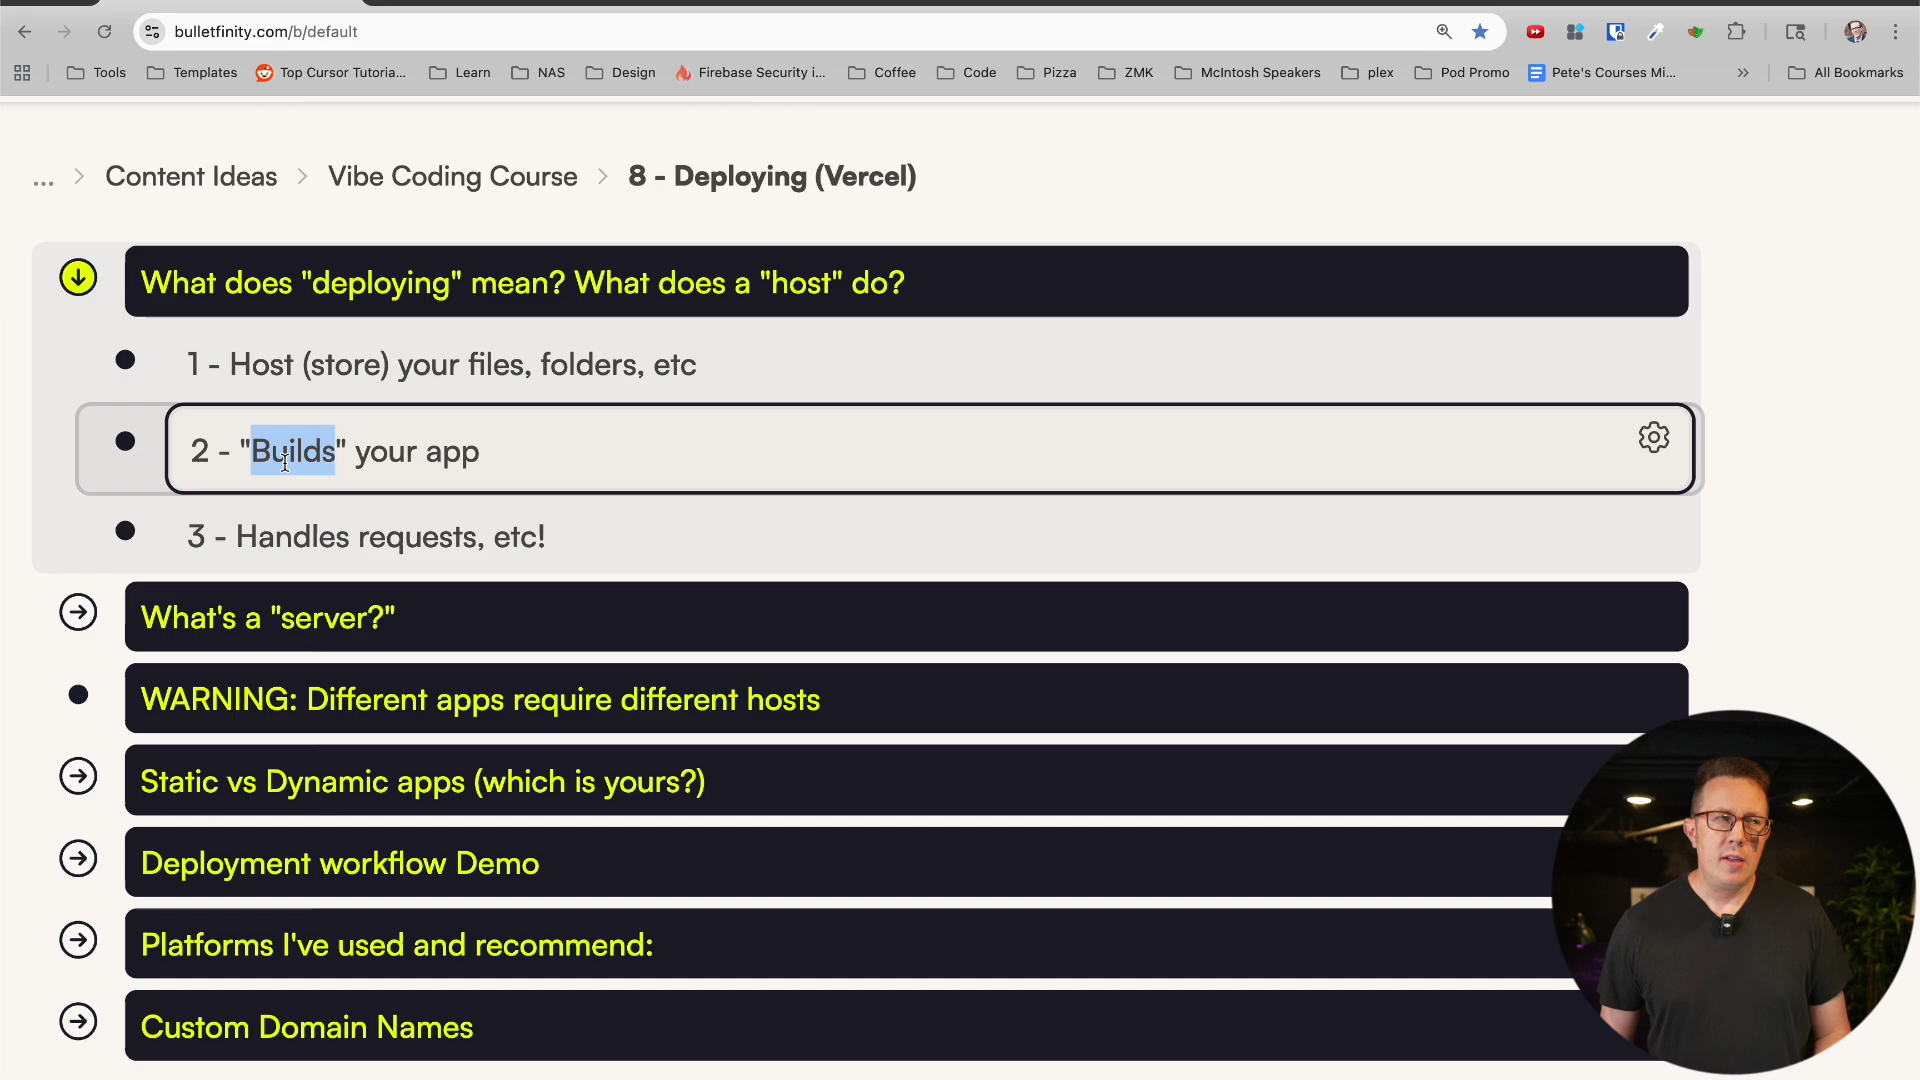 bulletfinity.com/b/default
Tools Templates Top Cursor Tutoria... Learn NAS Design Firebase Security i... Coffee Code Pizza ZMK McIntosh Speakers plex Pod Promo Pete's Courses Mi... » All Bookmarks
... > Content Ideas > Vibe Coding Course > 8 - Deploying (Vercel)
What does "deploying" mean? What does a "host" do?
1 - Host (store) your files, folders, etc
2 - "Builds" your app
3 - Handles requests, etc!
What's a "server?"
WARNING: Different apps require different hosts
Static vs Dynamic apps (which is yours?)
Deployment workflow Demo
Platforms I've used and recommend:
Custom Domain Names